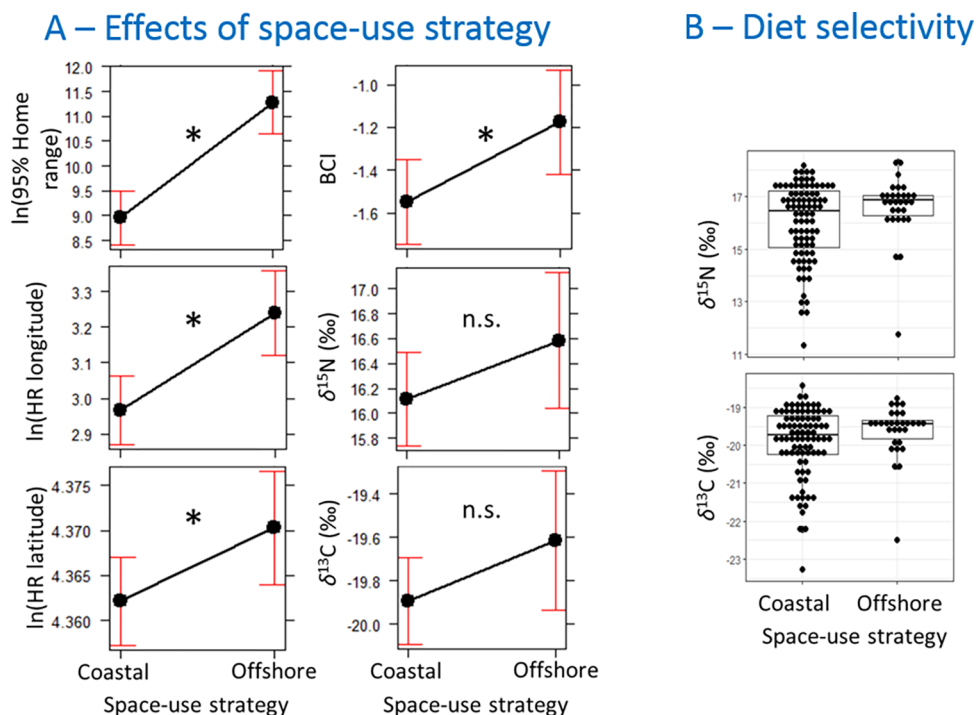 A – Effects of space-use strategy
B – Diet selectivity
ln(95% Home
range)
12.0
11.5
11.0
10.5
10.0
9.5
9.0
8.5
*
BCI
-1.0
-1.2
-1.4
-1.6
*
ln(HR longitude)
3.3
3.2
3.1
3.0
2.9
*
δ15N (‰)
17.0
16.8
16.6
16.4
16.2
16.0
15.8
n.s.
ln(HR latitude)
4.375
4.370
4.365
4.360
*
Coastal Offshore
Space-use strategy
δ13C (‰)
-19.4
-19.6
-19.8
-20.0
n.s.
Coastal Offshore
Space-use strategy
δ15N (‰)
17
15
13
11
δ13C (‰)
-19
-20
-21
-22
-23
Coastal Offshore
Space-use strategy